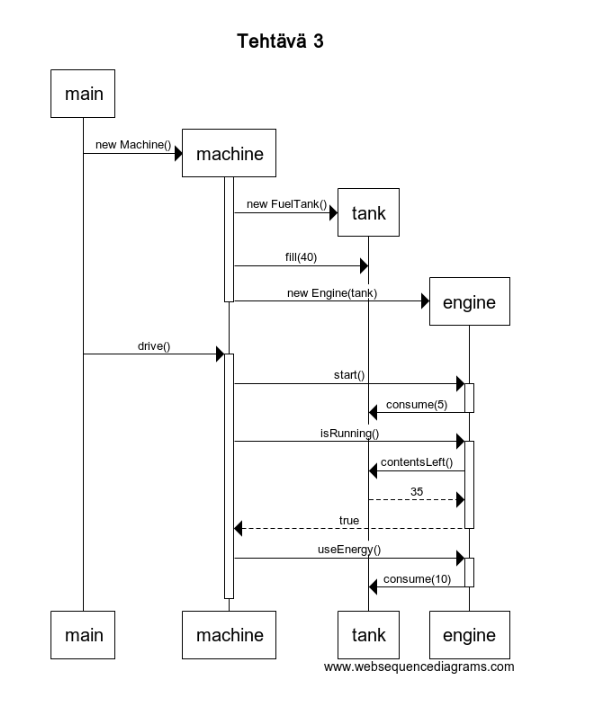 Tehtävä 3
main
new Machine()
machine
new FuelTank()
tank
fill(40)
new Engine(tank)
engine
drive()
start()
consume(5)
isRunning()
contentsLeft()
35
true
useEnergy()
consume(10)
main machine tank engine
www.websequencediagrams.com